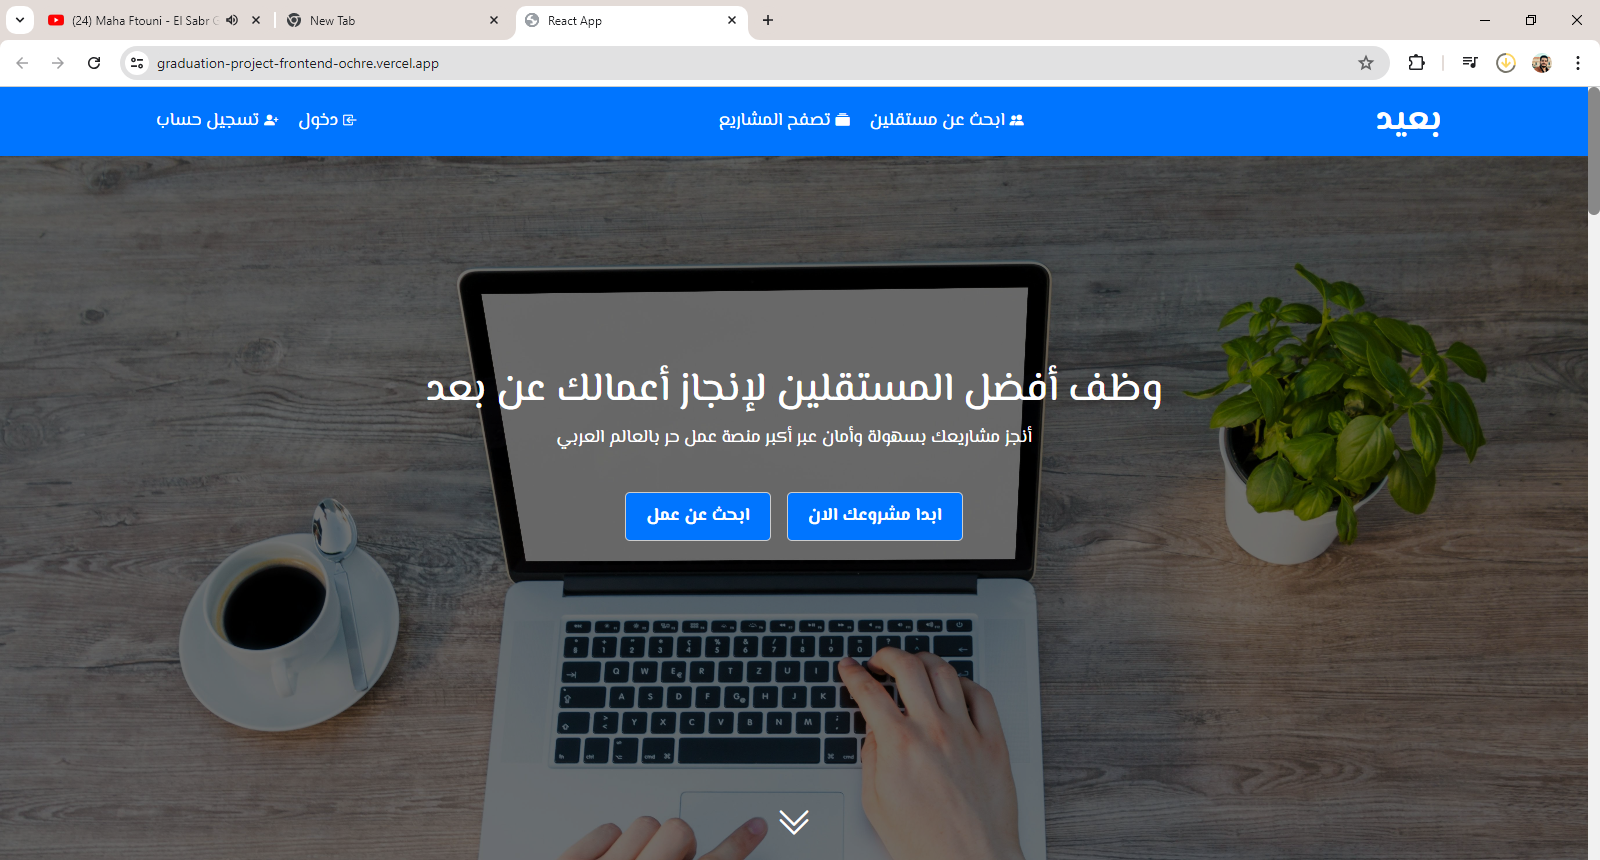 (24) Maha Ftouni - El Sabr
New Tab
React App
graduation-project-frontend-ochre.vercel.app
بعيد
ابحث عن مستقلين
تصفح المشاريع
دخول
تسجيل حساب
وظف أفضل المستقلين لإنجاز أعمالك عن بعد
أنجز مشاريعك بسهولة وأمان عبر أكبر منصة عمل حر بالعالم العربي
ابدا مشروعك الان
ابحث عن عمل